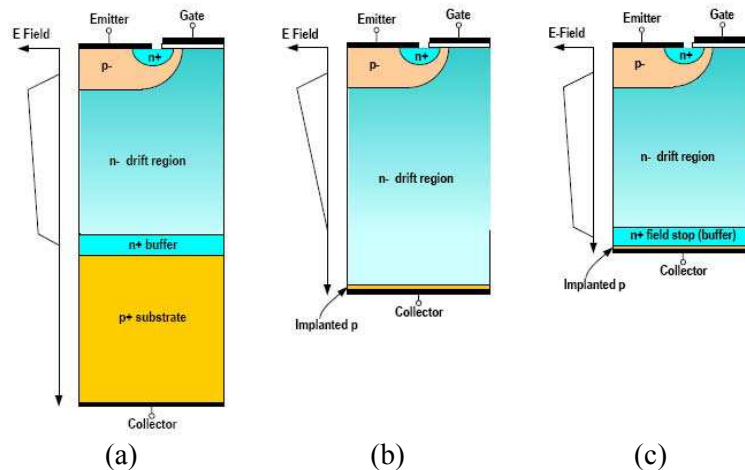 Emitter
Gate
E Field
n+
p-
n- drift region
n+ buffer
p+ substrate
Collector
(a)
Emitter
Gate
E Field
n+
p-
n- drift region
Implanted p
Collector
(b)
Emitter
Gate
E-Field
n+
p-
n- drift region
n+ field stop (buffer)
Implanted p
Collector
(c)